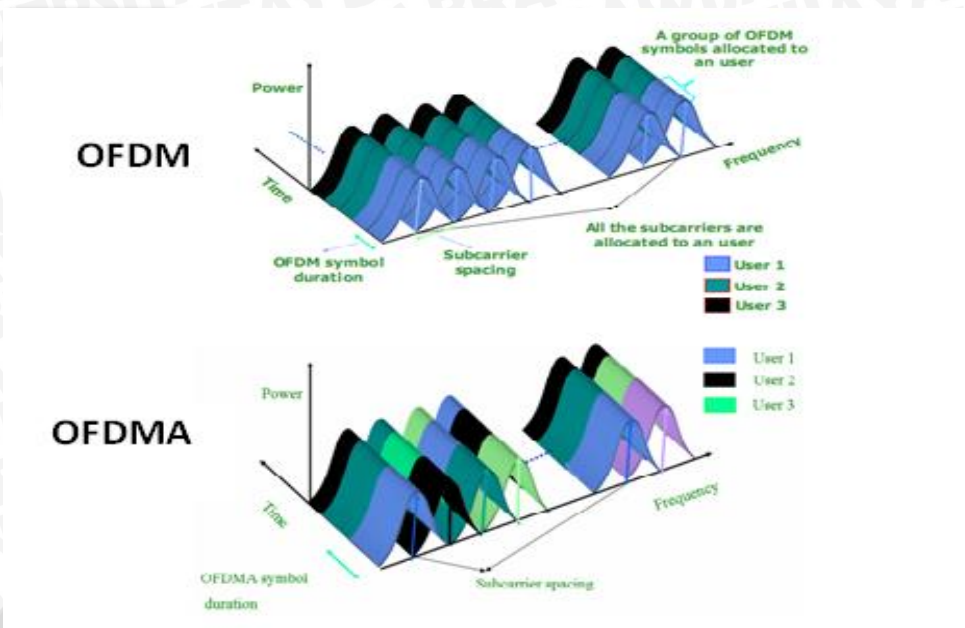 OFDM
Power
Time
OFDM symbol
duration
Subcarrier
spacing
A group of OFDM
symbols allocated to
an user
Frequency
All the subcarriers are
allocated to an user
User 1
User 2
User 3
OFDMA
Power
Time
OFDMA symbol
duration
Subcarrier spacing
Frequency
User 1
User 2
User 3